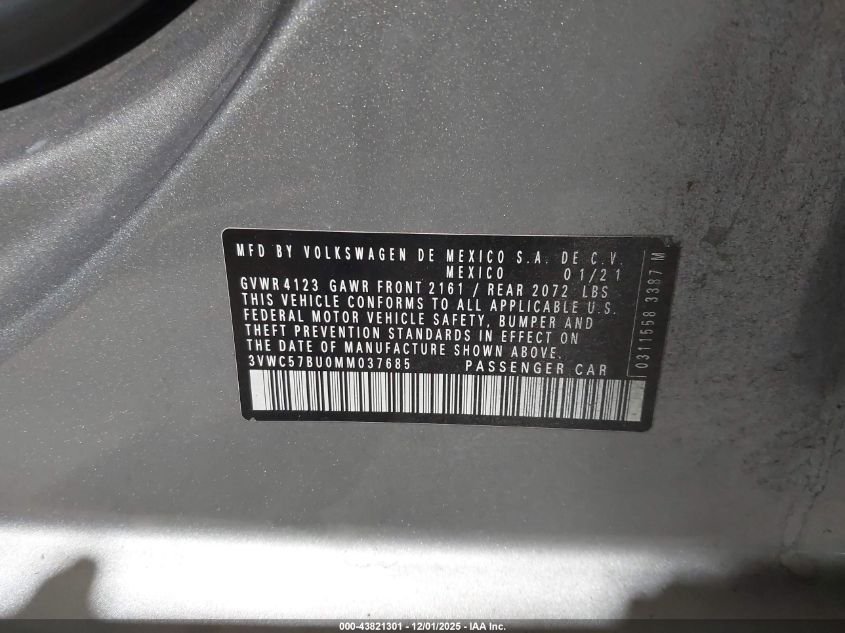 MFD BY VOLKSWAGEN DE MEXICO S.A. DE C.V.
MEXICO 01/21
GVWR 4123 GAWR FRONT 2161 / REAR 2072 LBS
THIS VEHICLE CONFORMS TO ALL APPLICABLE U.S.
FEDERAL MOTOR VEHICLE SAFETY, BUMPER AND
THEFT PREVENTION STANDARDS IN EFFECT ON
THE DATE OF MANUFACTURE SHOWN ABOVE.
3VWC57BU0MM037685 PASSENGER CAR
0311558 3387 M
000-43821301 - 12/01/2025 - IAA Inc.